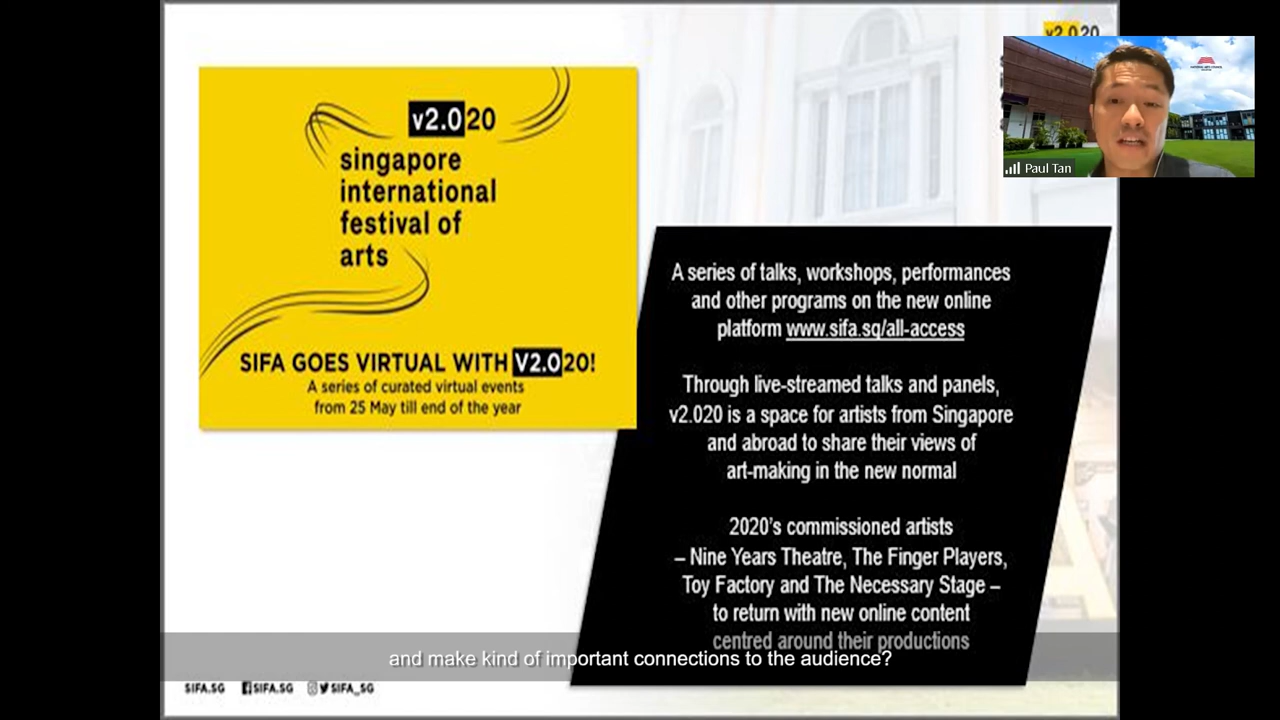 v2.020
v2.020
singapore
international
festival of
arts
SIFA GOES VIRTUAL WITH V2.020!
A series of curated virtual events
from 25 May till end of the year
Paul Tan
A series of talks, workshops, performances
and other programs on the new online
platform www.sifa.sg/all-access
Through live-streamed talks and panels,
v2.020 is a space for artists from Singapore
and abroad to share their views of
art-making in the new normal
2020's commissioned artists
– Nine Years Theatre, The Finger Players,
Toy Factory and The Necessary Stage –
to return with new online content
centred around their productions
and make kind of important connections to the audience?
SIFA.SG SIFA.SG SIFA_SG